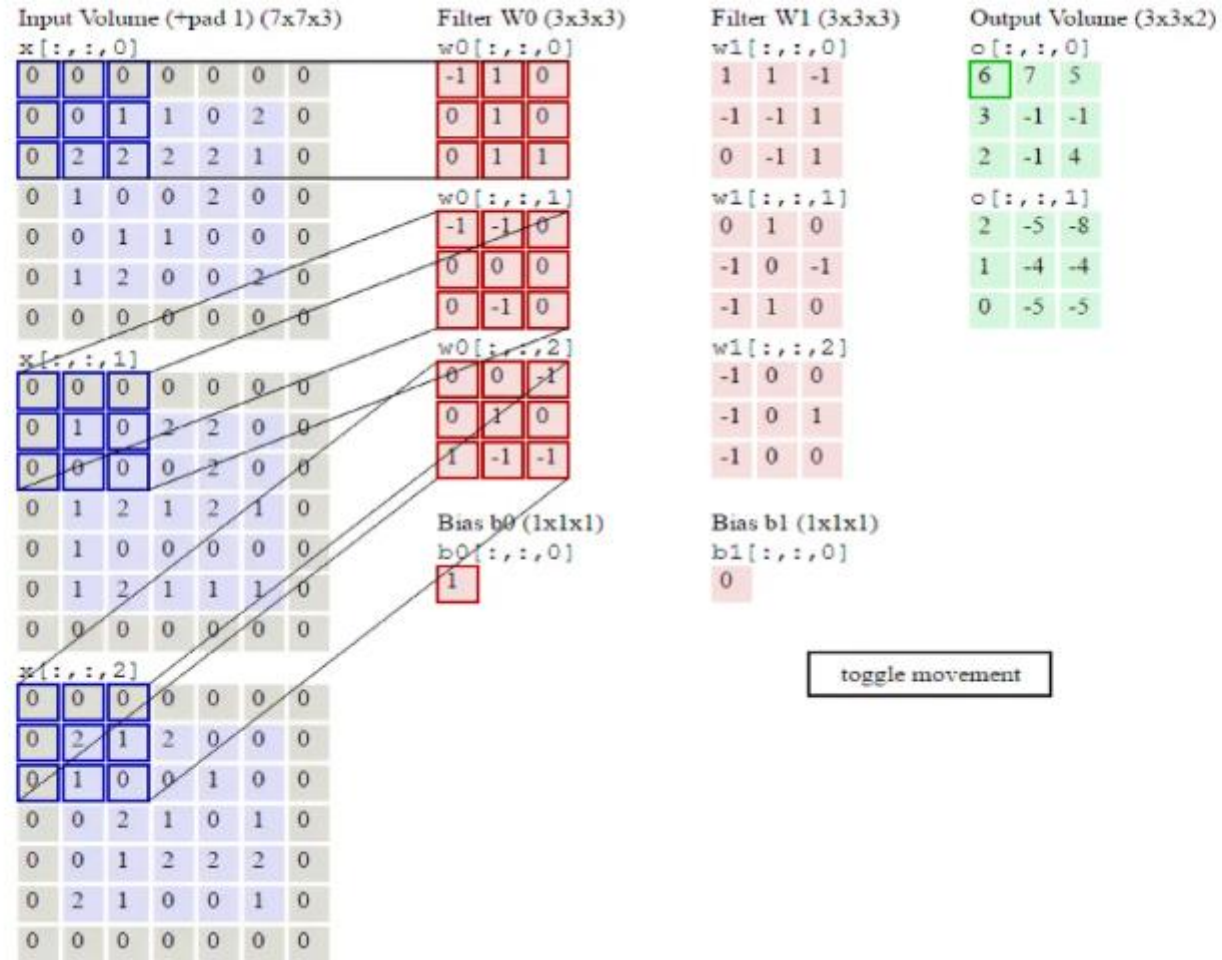 Input Volume (+pad 1) (7x7x3)
x[:,:,0]
0 0 0 0 0 0 0
0 0 1 1 0 2 0
0 2 2 2 2 1 0
0 1 0 0 2 0 0
0 0 1 1 0 0 0
0 1 2 0 0 2 0
0 0 0 0 0 0 0
x[:,:,1]
0 0 0 0 0 0 0
0 1 0 2 2 0 0
0 0 0 0 2 0 0
0 1 2 1 2 1 0
0 1 0 0 0 0 0
0 1 2 1 1 1 0
0 0 0 0 0 0 0
x[:,:,2]
0 0 0 0 0 0 0
0 2 1 2 0 0 0
0 1 0 0 1 0 0
0 0 2 1 0 1 0
0 0 1 2 2 2 0
0 2 1 0 0 1 0
0 0 0 0 0 0 0
Filter W0 (3x3x3)
w0[:,:,0]
-1 1 0
0 1 0
0 1 1
w0[:,:,1]
-1 -1 0
0 0 0
0 -1 0
w0[:,:,2]
0 0 -1
0 1 0
1 -1 -1
Bias b0 (1x1x1)
b0[:,:,0]
1
Filter W1 (3x3x3)
w1[:,:,0]
1 1 -1
-1 -1 1
0 -1 1
w1[:,:,1]
0 1 0
-1 0 -1
-1 1 0
w1[:,:,2]
-1 0 0
-1 0 1
-1 0 0
Bias b1 (1x1x1)
b1[:,:,0]
0
Output Volume (3x3x2)
o[:,:,0]
6 7 5
3 -1 -1
2 -1 4
o[:,:,1]
2 -5 -8
1 -4 -4
0 -5 -5
toggle movement